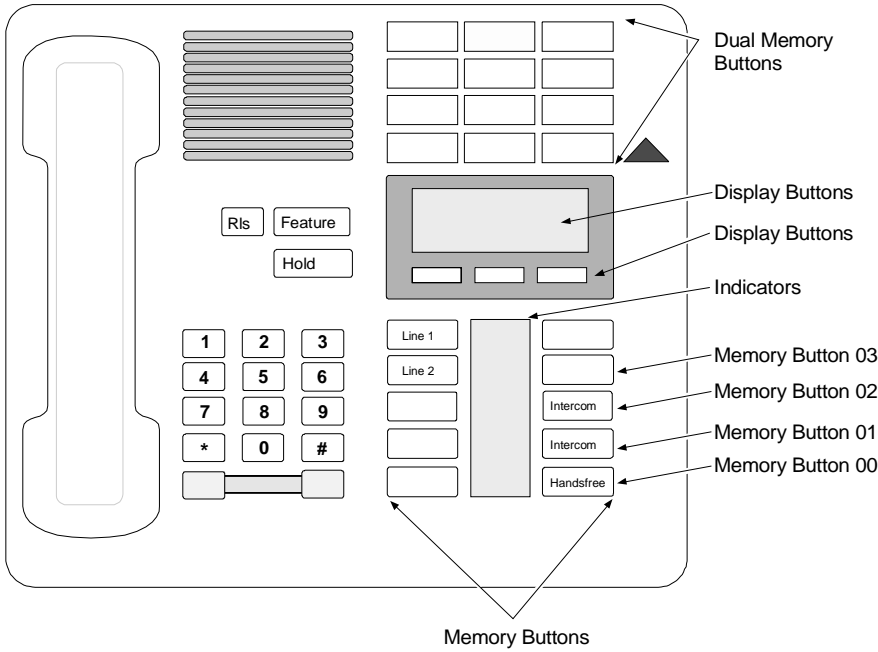 Dual Memory
Buttons
Rls Feature
Hold
Display Buttons
Display Buttons
Indicators
1 2 3
4 5 6
7 8 9
* 0 #
Line 1
Line 2
Intercom
Intercom
Handsfree
Memory Button 03
Memory Button 02
Memory Button 01
Memory Button 00
Memory Buttons